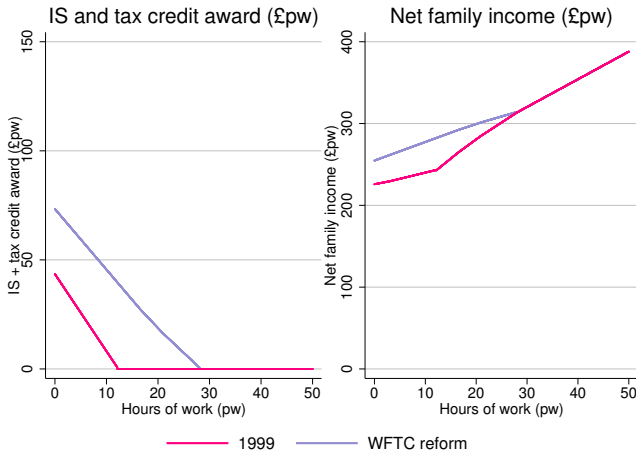 IS and tax credit award (£pw)
IS + tax credit award (£pw)
150
100
50
0
0 10 20 30 40 50
Hours of work (pw)
Net family income (£pw)
Net family income (£pw)
400
300
200
100
0
0 10 20 30 40 50
Hours of work (pw)
1999 WFTC reform